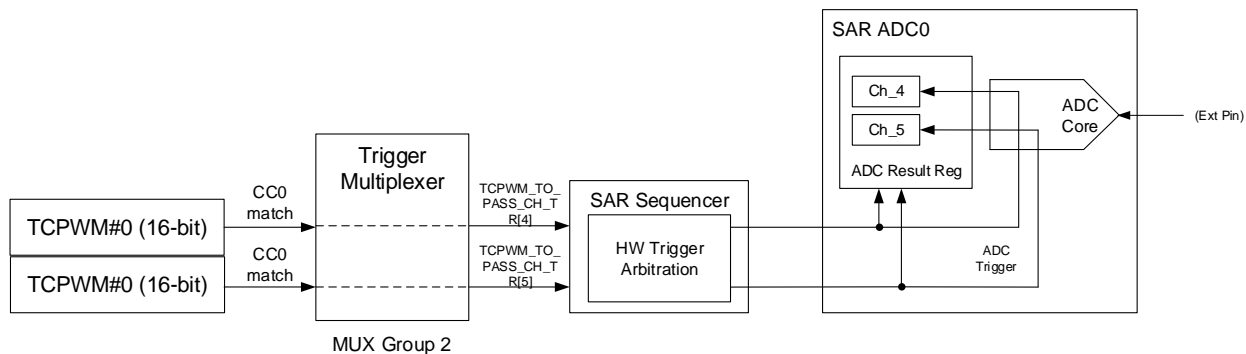 SAR ADC0
Ch_4
Ch_5
ADC Result Reg
ADC
Core
(Ext Pin)
Trigger
Multiplexer
MUX Group 2
TCPWM#0 (16-bit)
TCPWM#0 (16-bit)
CC0
match
CC0
match
TCPWM_TO_
PASS_CH_T
R[4]
TCPWM_TO_
PASS_CH_T
R[5]
SAR Sequencer
HW Trigger
Arbitration
ADC
Trigger